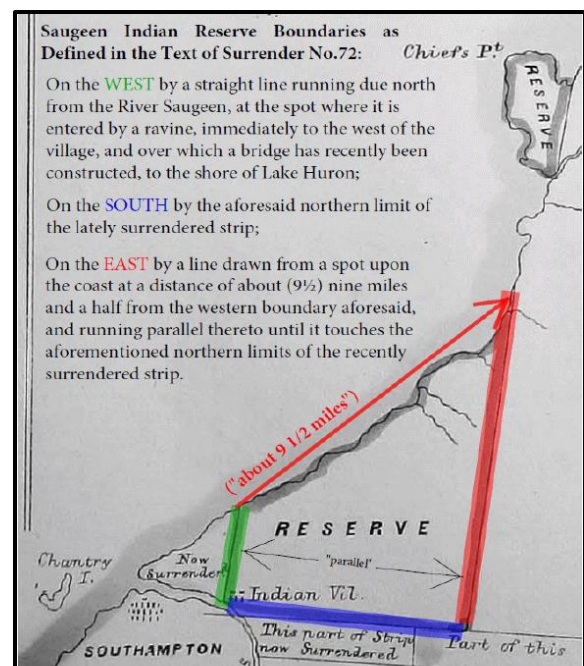 Saugeen Indian Reserve Boundaries as
Defined in the Text of Surrender No.72:
Chiefs Pt.
On the WEST by a straight line running due north
from the River Saugeen, at the spot where it is
entered by a ravine, immediately to the west of the
village, and over which a bridge has recently been
constructed, to the shore of Lake Huron;
On the SOUTH by the aforesaid northern limit of
the lately surrendered strip;
On the EAST by a line drawn from a spot upon
the coast at a distance of about (9½) nine miles
and a half from the western boundary aforesaid,
and running parallel thereto until it touches the
aforementioned northern limits of the recently
surrendered strip.
RESERVE
("about 9 1/2 miles")
RESERVE
"parallel"
Chantry
I.
Now
Surrendered
Indian Vil.
This part of Strip
now Surrendered
Part of this
SOUTHAMPTON